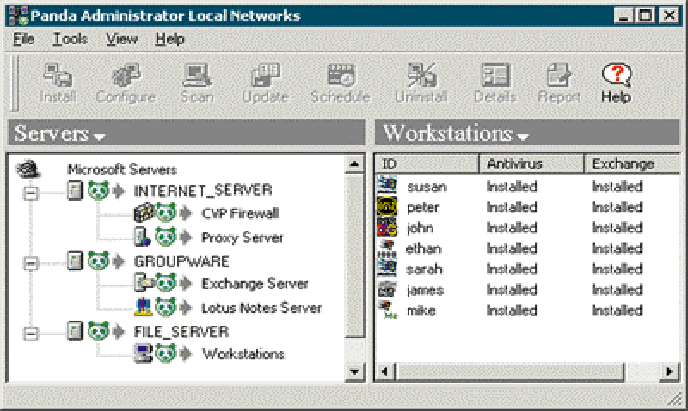 Panda Administrator Local Networks
File Tools View Help
Install Configure Scan Update Schedule Uninstall Details Report Help
Servers Workstations
Microsoft Servers
INTERNET_SERVER
CVP Firewall
Proxy Server
GROUPWARE
Exchange Server
Lotus Notes Server
FILE_SERVER
Workstations
ID Antivirus Exchange
susan Installed Installed
peter Installed Installed
john Installed Installed
ethan Installed Installed
sarah Installed Installed
james Installed Installed
mike Installed Installed